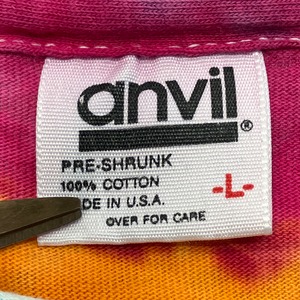 anvil®
PRE-SHRUNK
100% COTTON
-L-
DE IN U.S.A.
OVER FOR CARE